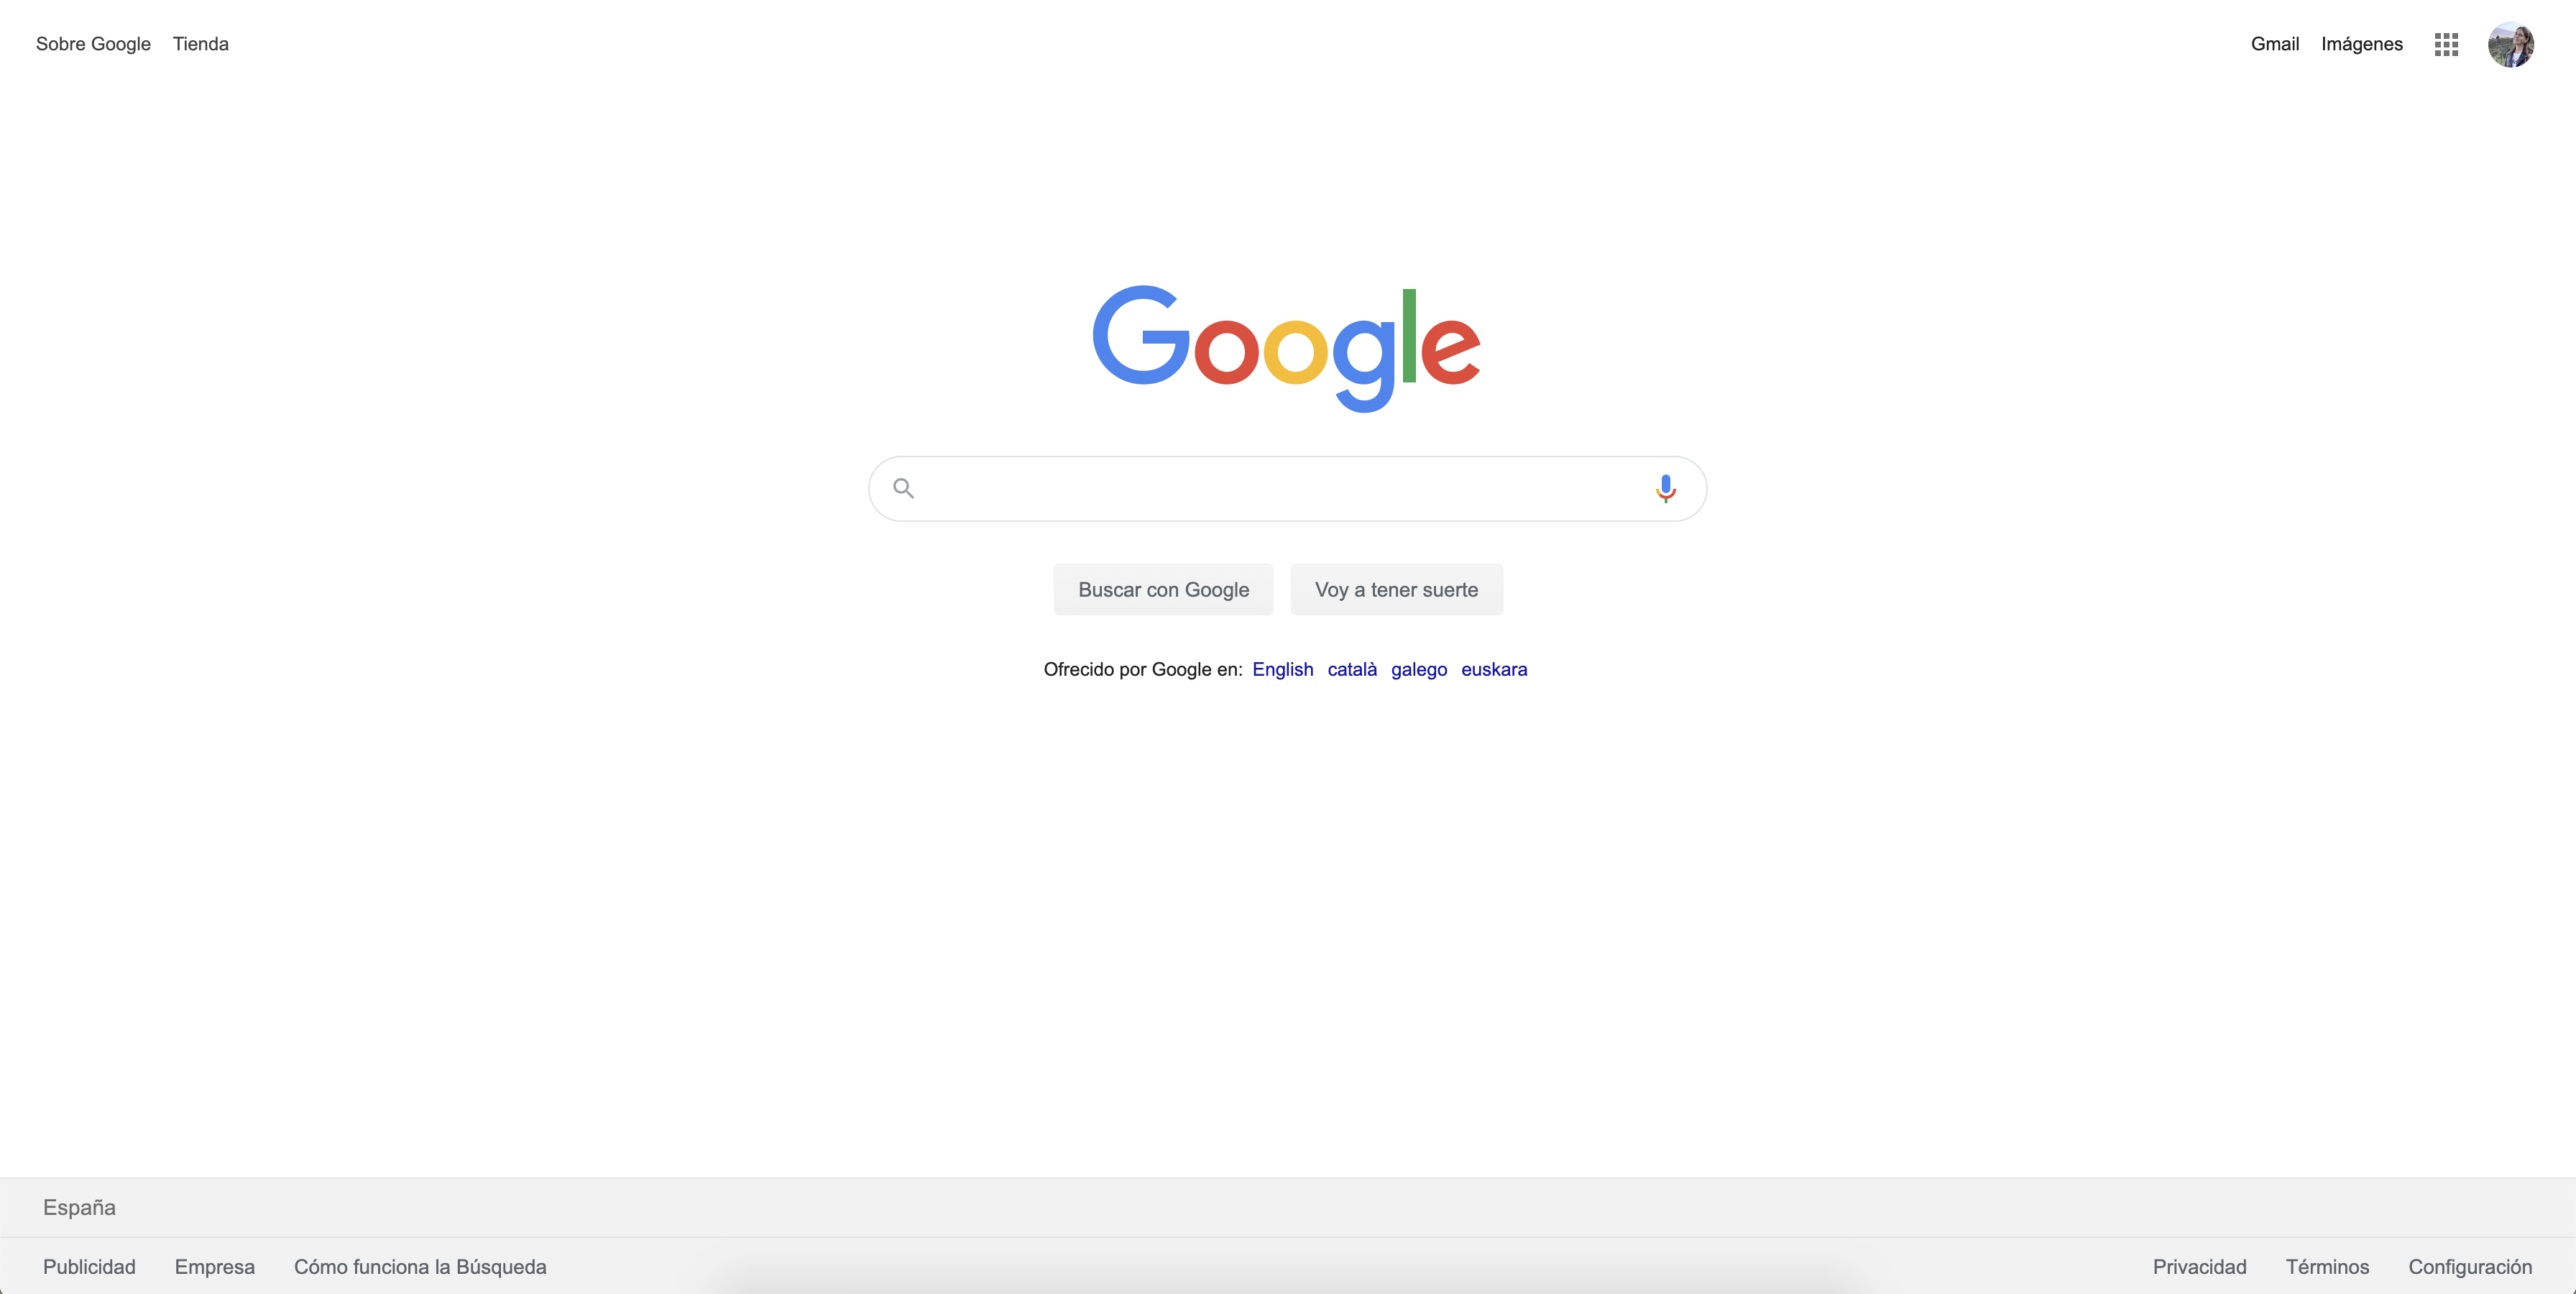 Sobre Google Tienda Gmail Imágenes
Google
Buscar con Google Voy a tener suerte
Ofrecido por Google en: English català galego euskara
España
Publicidad Empresa Cómo funciona la Búsqueda Privacidad Términos Configuración